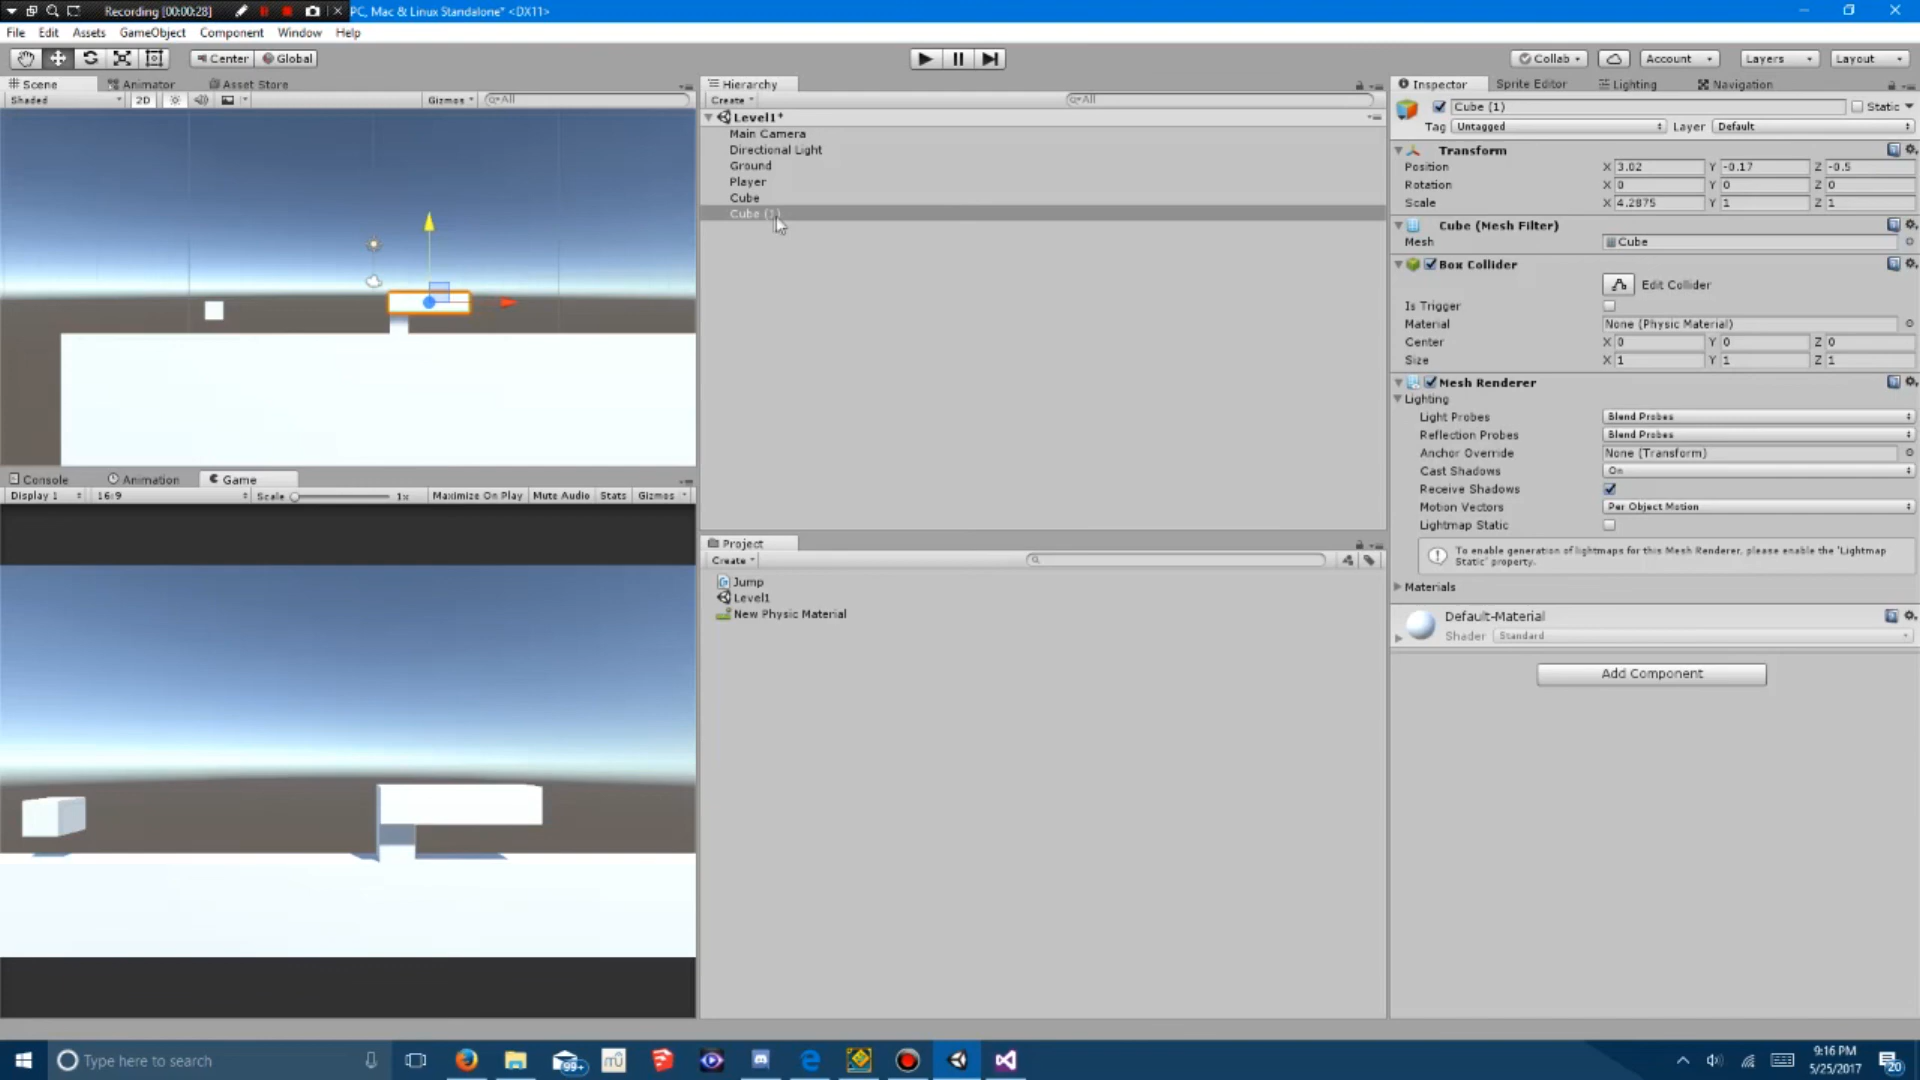 Recording [00:00:28]
PC, Mac & Linux Standalone* <DX11>
File Edit Assets GameObject Component Window Help
Center Global
Collab Account Layers Layout
Scene Animator Asset Store
Shaded 2D Gizmos All
Hierarchy
Create All
Level1*
Main Camera
Directional Light
Ground
Player
Cube
Cube (1)
Console Animation Game
Display 1 16:9 Scale 1x Maximize On Play Mute Audio Stats Gizmos
Project
Create
Jump
Level1
New Physic Material
Inspector Sprite Editor Lighting Navigation
Cube (1) Static
Tag Untagged Layer Default
Transform
Position X 3.02 Y -0.17 Z -0.5
Rotation X 0 Y 0 Z 0
Scale X 4.2875 Y 1 Z 1
Cube (Mesh Filter)
Mesh Cube
Box Collider
Edit Collider
Is Trigger
Material None (Physic Material)
Center X 0 Y 0 Z 0
Size X 1 Y 1 Z 1
Mesh Renderer
Lighting
Light Probes Blend Probes
Reflection Probes Blend Probes
Anchor Override None (Transform)
Cast Shadows On
Receive Shadows
Motion Vectors Per Object Motion
Lightmap Static
To enable generation of lightmaps for this Mesh Renderer, please enable the 'Lightmap
Static' property.
Materials
Default-Material
Shader Standard
Add Component
Type here to search
99+
mü
9:16 PM
5/25/2017
20